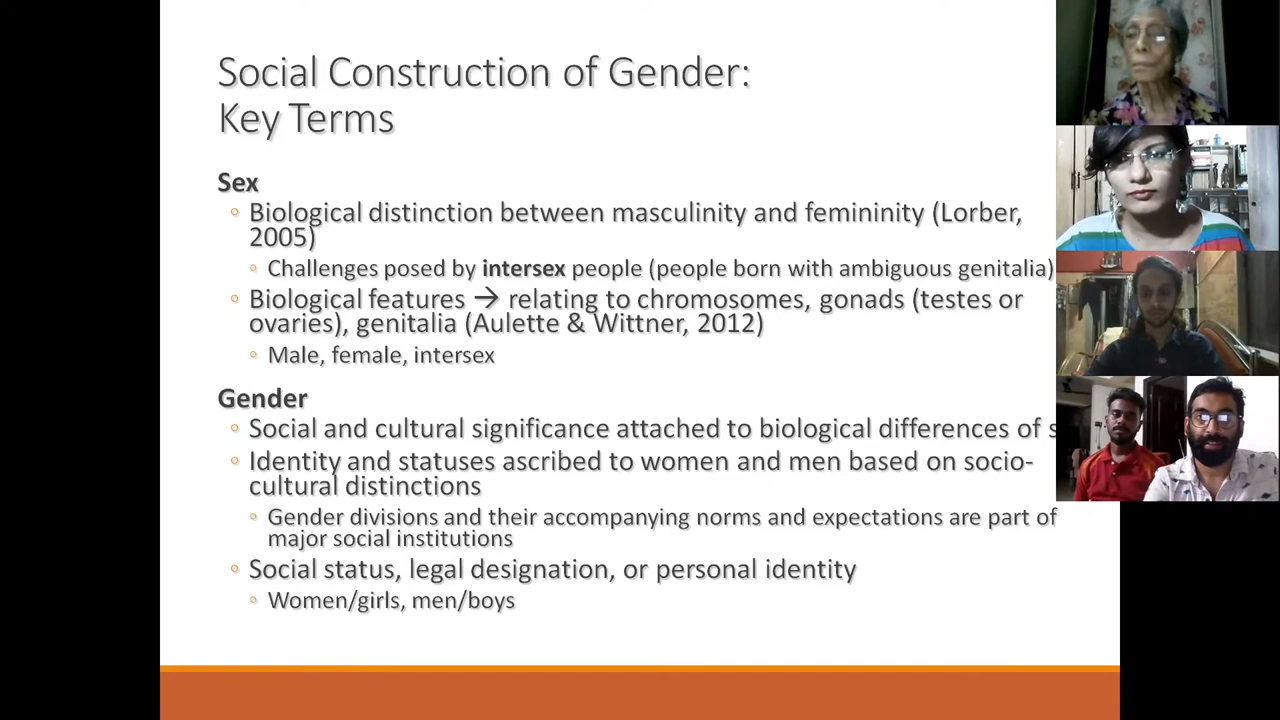 Social Construction of Gender:
Key Terms
Sex
Biological distinction between masculinity and femininity (Lorber,
2005)
Challenges posed by intersex people (people born with ambiguous genitalia)
Biological features → relating to chromosomes, gonads (testes or
ovaries), genitalia (Aulette & Wittner, 2012)
Male, female, intersex
Gender
Social and cultural significance attached to biological differences of
Identity and statuses ascribed to women and men based on socio-
cultural distinctions
Gender divisions and their accompanying norms and expectations are part of
major social institutions
Social status, legal designation, or personal identity
Women/girls, men/boys